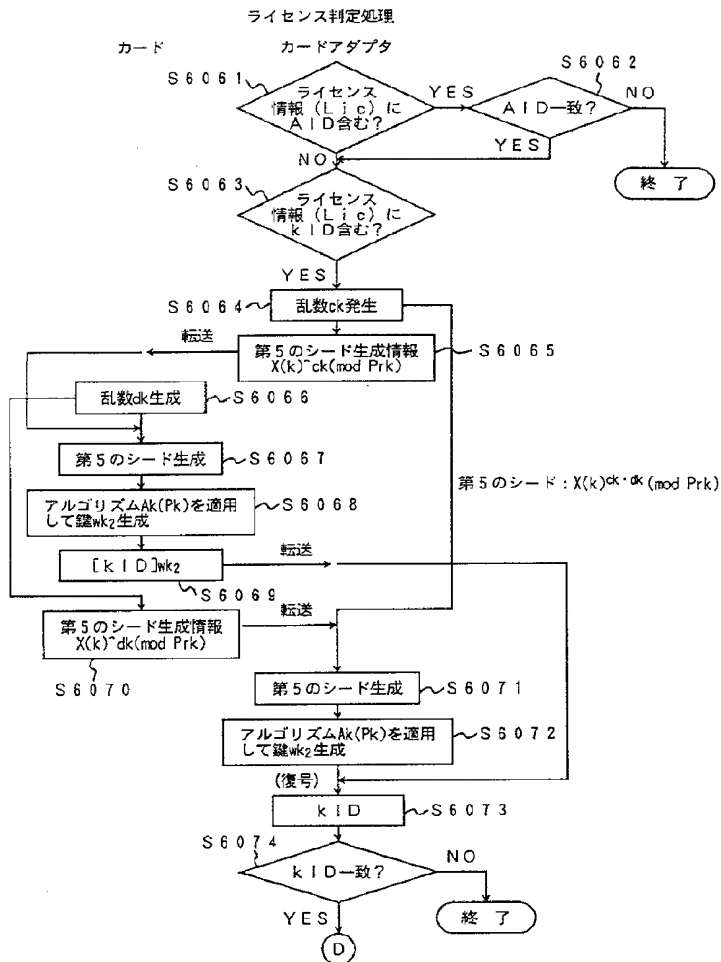 ライセンス判定処理
カード
カードアダプタ
S6061
ライセンス
情報(Lic)に
AID含む?
YES
S6062
AID一致?
NO
YES
終了
NO
S6063
ライセンス
情報(Lic)に
kID含む?
YES
S6064
乱数ck発生
転送
第5のシード生成情報
X(k)^ck(mod Prk)
S6065
乱数dk生成
S6066
第5のシード生成
S6067
第5のシード:X(k)ck・dk(mod Prk)
アルゴリズムAk(Pk)を適用
して鍵wk2生成
S6068
[kID]wk2
転送
S6069
転送
第5のシード生成情報
X(k)^dk(mod Prk)
S6070
第5のシード生成
S6071
アルゴリズムAk(Pk)を適用
して鍵wk2生成
S6072
(復号)
kID
S6073
S6074
kID一致?
NO
YES
終了
D